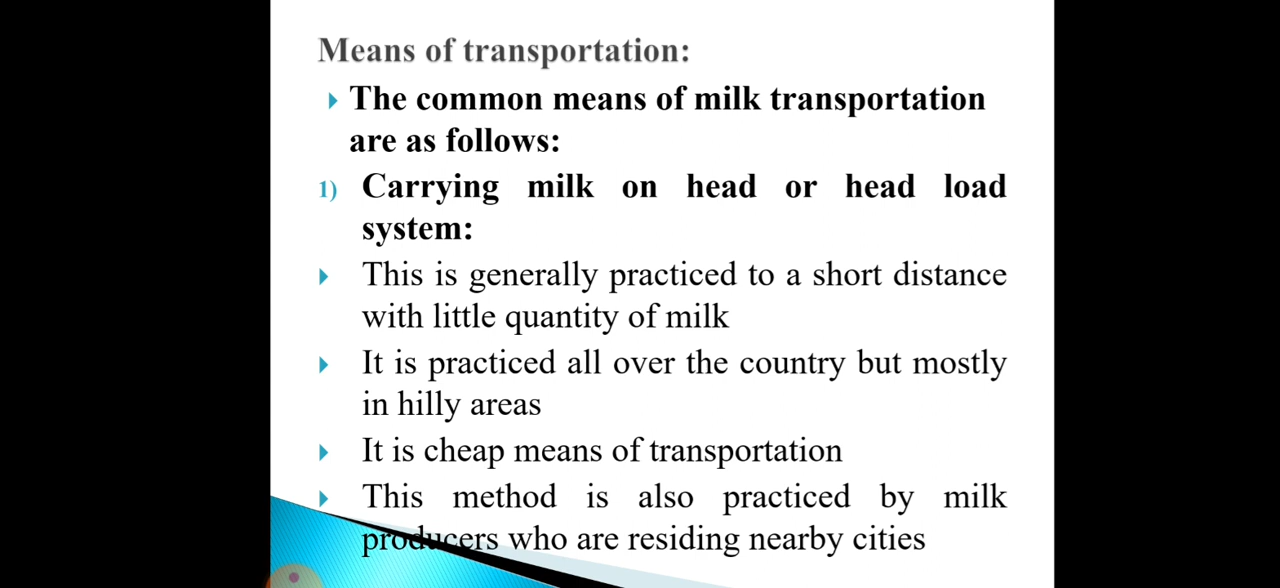 Means of transportation:
The common means of milk transportation
are as follows:
1) Carrying milk on head or head load
system:
This is generally practiced to a short distance
with little quantity of milk
It is practiced all over the country but mostly
in hilly areas
It is cheap means of transportation
This method is also practiced by milk
producers who are residing nearby cities